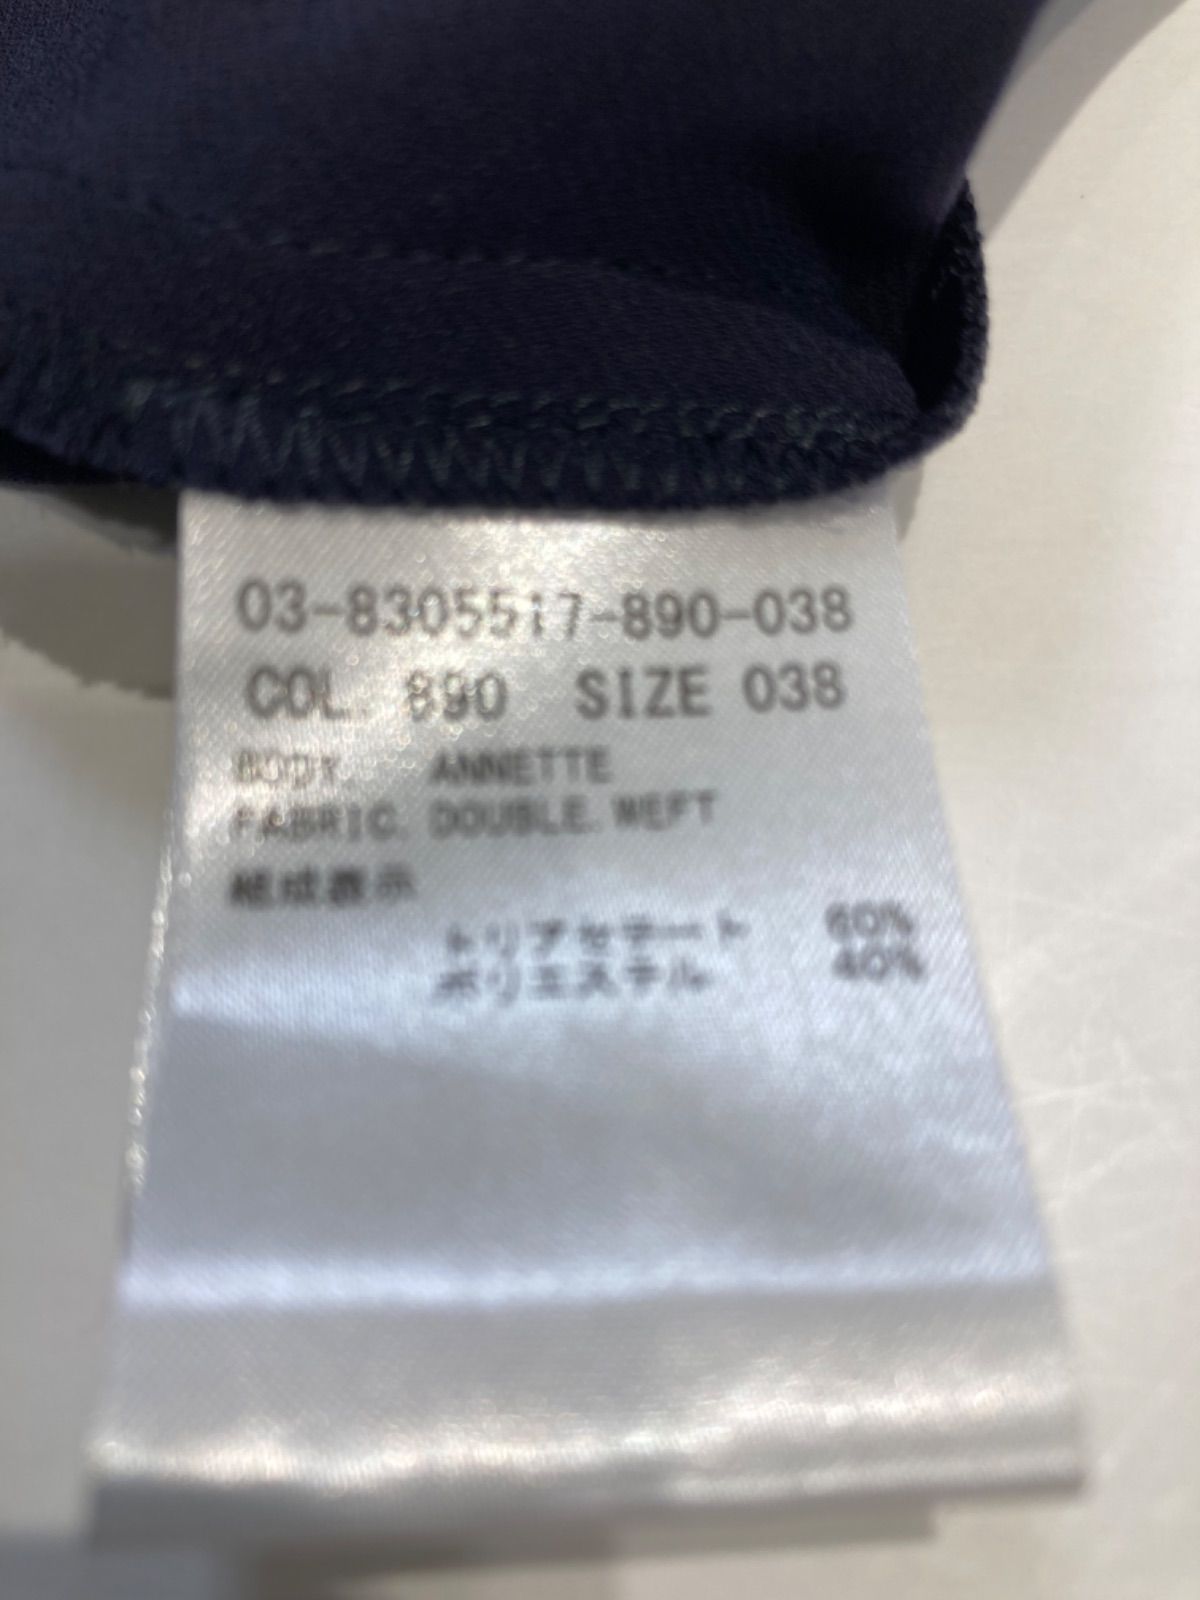 03-8305517-890-038
COL. 890 SIZE 038
BODY ANNETTE
FABRIC. DOUBLE.WEFT
組成表示
トリアセテート 60%
ポリエステル 40%